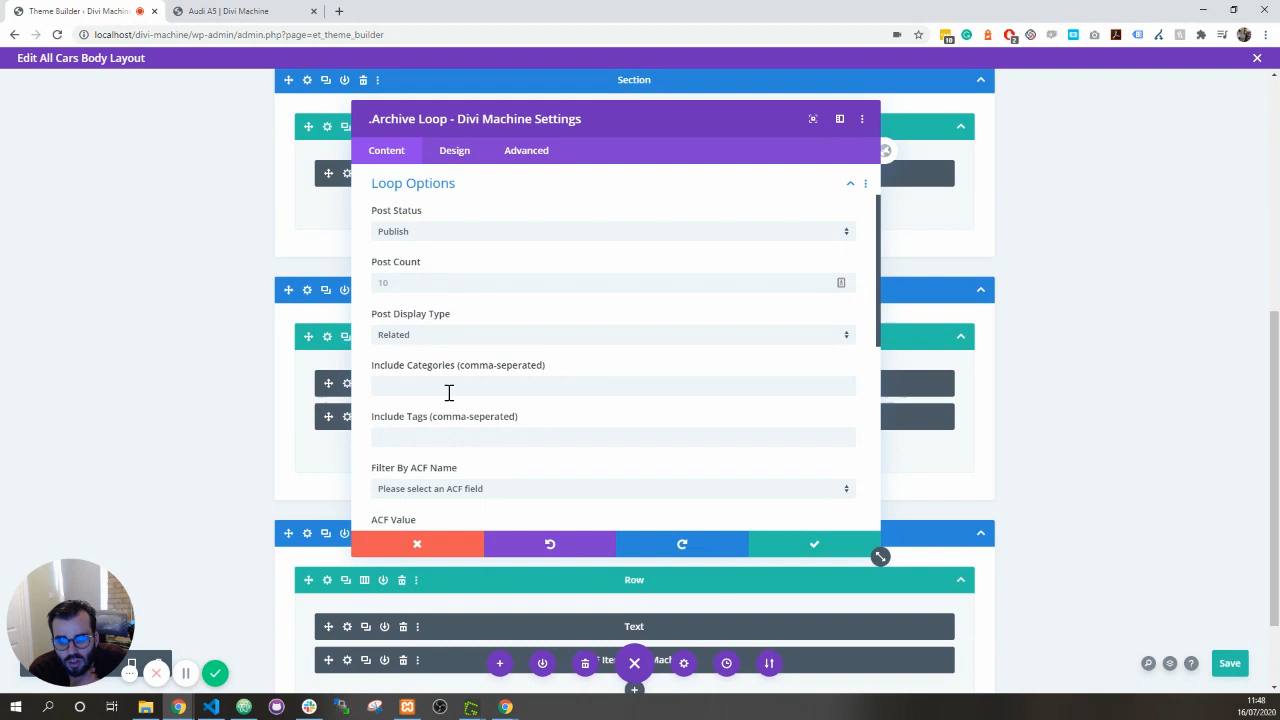 Theme Builder ‹ Divi Machine
Audi A5 | Divi Machine
localhost/divi-machine/wp-admin/admin.php?page=et_theme_builder
10
2
Edit All Cars Body Layout
Section
.Archive Loop - Divi Machine Settings
Content
Design
Advanced
Loop Options
Post Status
Publish
Post Count
10
Post Display Type
Related
Include Categories (comma-seperated)
Include Tags (comma-seperated)
Filter By ACF Name
Please select an ACF field
ACF Value
Row
Text
Save
11:48
16/07/2020